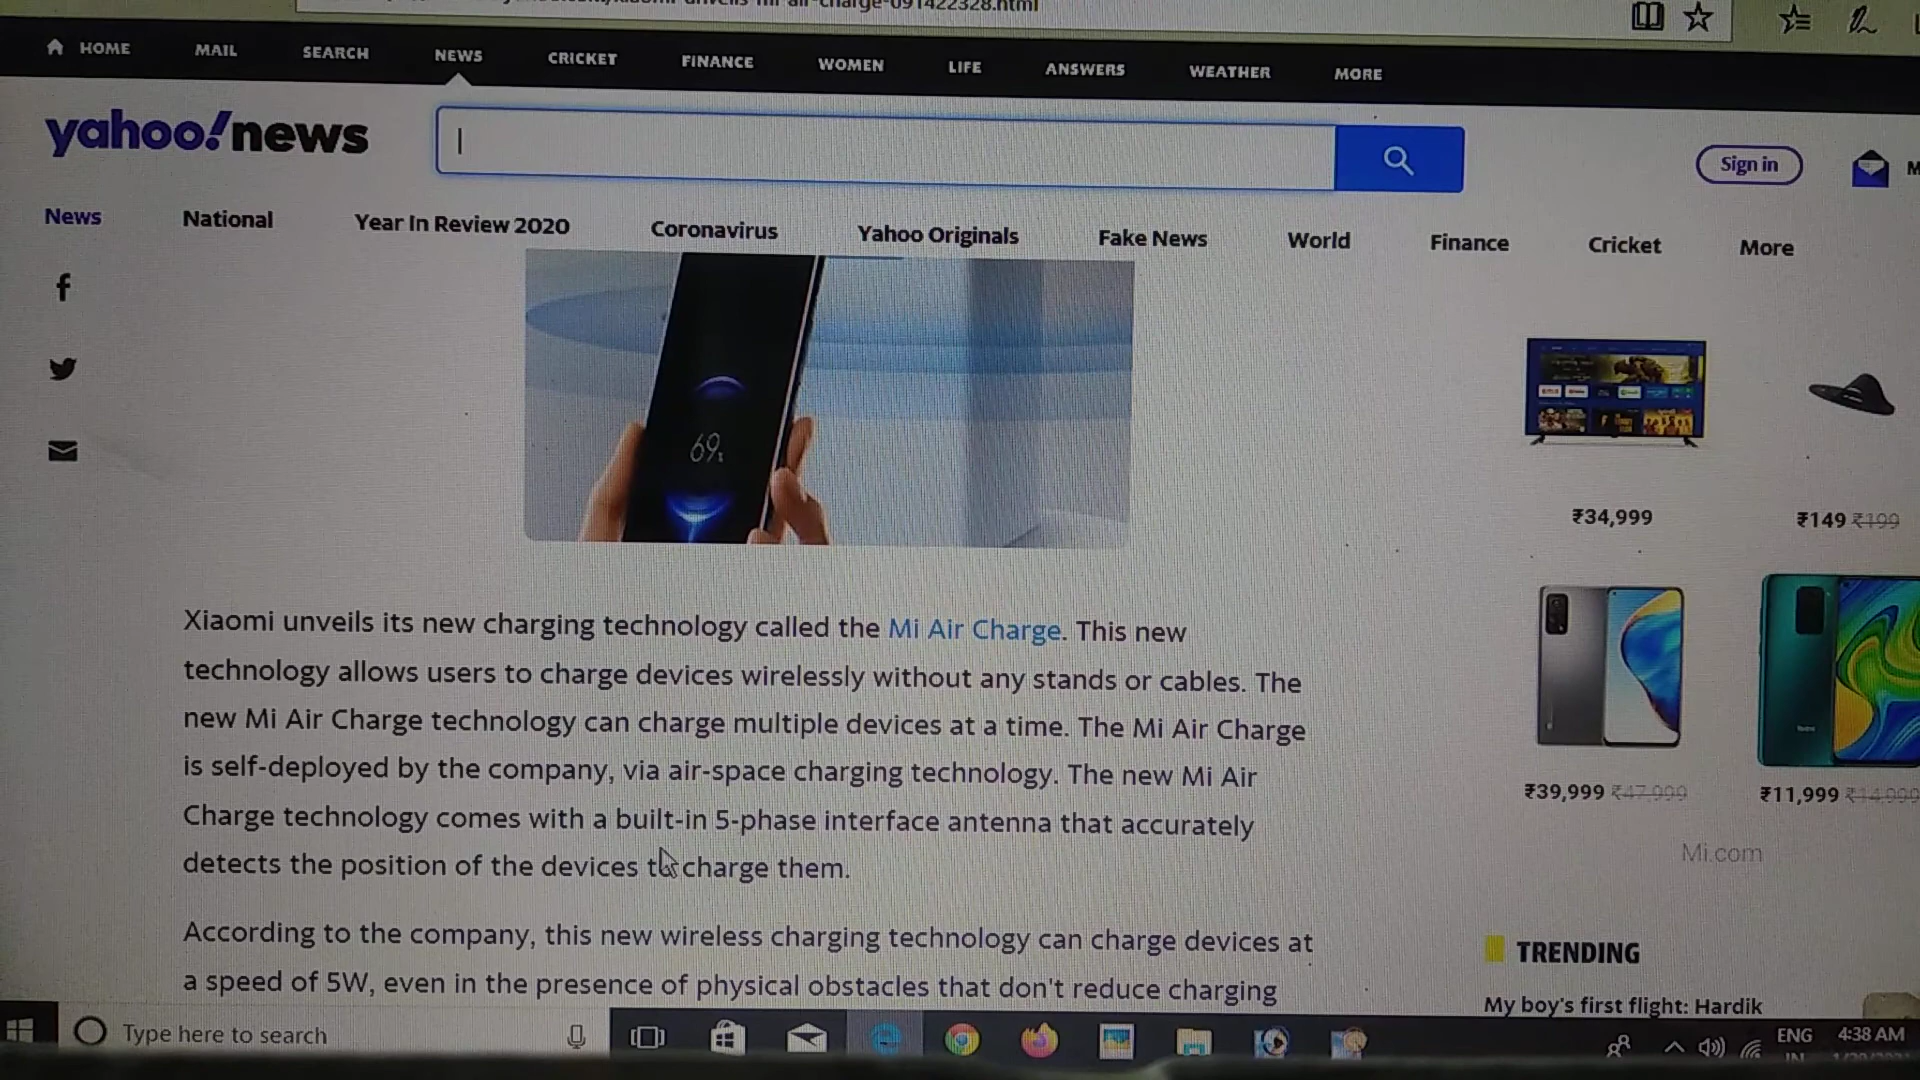 HOME MAIL SEARCH NEWS CRICKET FINANCE WOMEN LIFE ANSWERS WEATHER MORE
yahoo!news
Sign in
News National Year In Review 2020 Coronavirus Yahoo Originals Fake News World Finance Cricket More
69%
₹34,999 ₹149 ₹199
Xiaomi unveils its new charging technology called the Mi Air Charge. This new
technology allows users to charge devices wirelessly without any stands or cables. The
new Mi Air Charge technology can charge multiple devices at a time. The Mi Air Charge
is self-deployed by the company, via air-space charging technology. The new Mi Air
Charge technology comes with a built-in 5-phase interface antenna that accurately
detects the position of the devices to charge them.
₹39,999 ₹47,999 ₹11,999 ₹14,999
Mi.com
According to the company, this new wireless charging technology can charge devices at
a speed of 5W, even in the presence of physical obstacles that don't reduce charging
TRENDING
My boy's first flight: Hardik
Type here to search
ENG
IN
4:38 AM